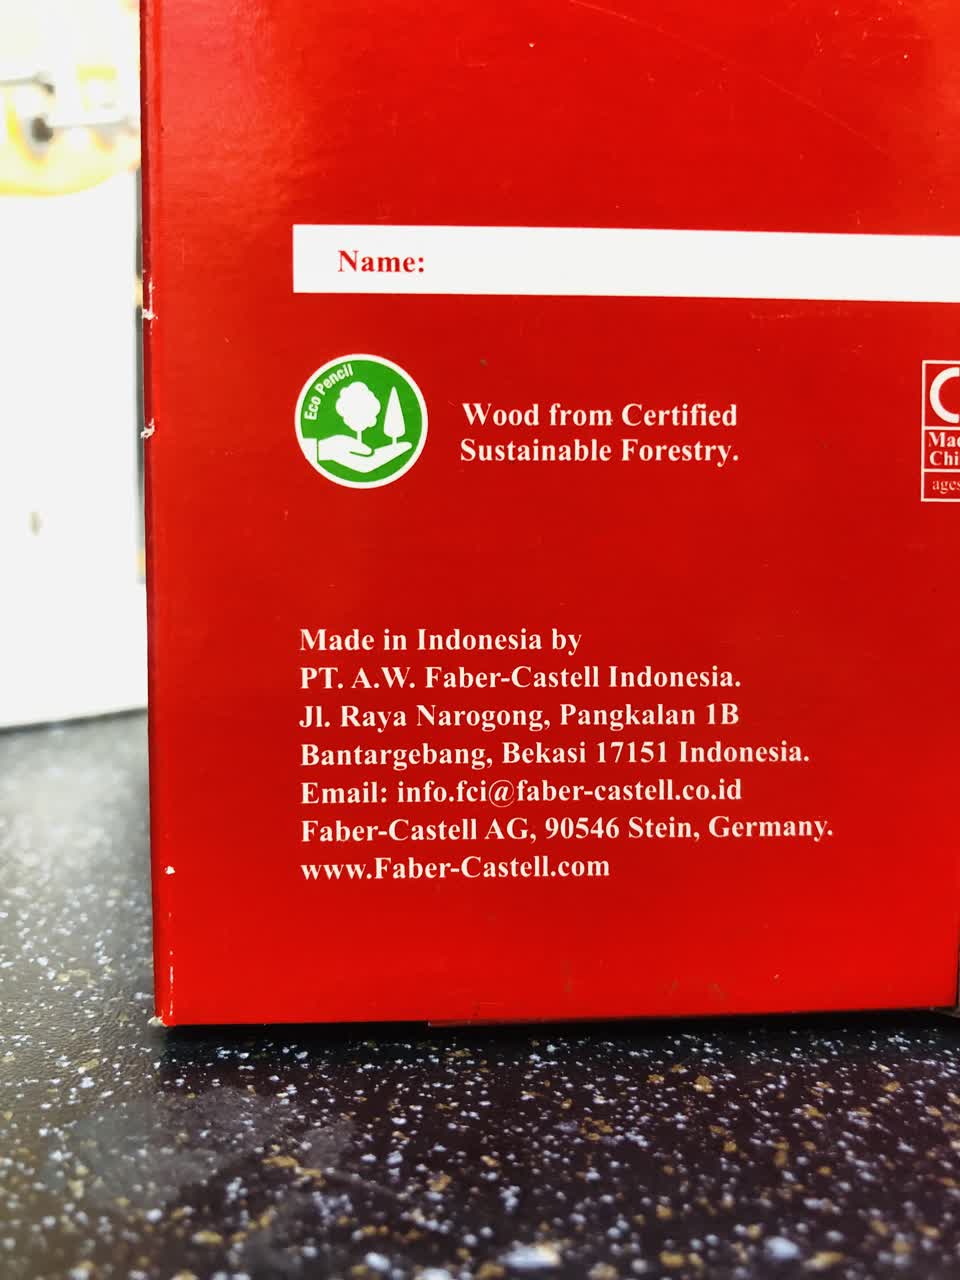 Name:
Eco Pencil
Wood from Certified
Sustainable Forestry.
ages
Made in Indonesia by
PT. A.W. Faber-Castell Indonesia.
Jl. Raya Narogong, Pangkalan 1B
Bantargebang, Bekasi 17151 Indonesia.
Email: info.fci@faber-castell.co.id
Faber-Castell AG, 90546 Stein, Germany.
www.Faber-Castell.com